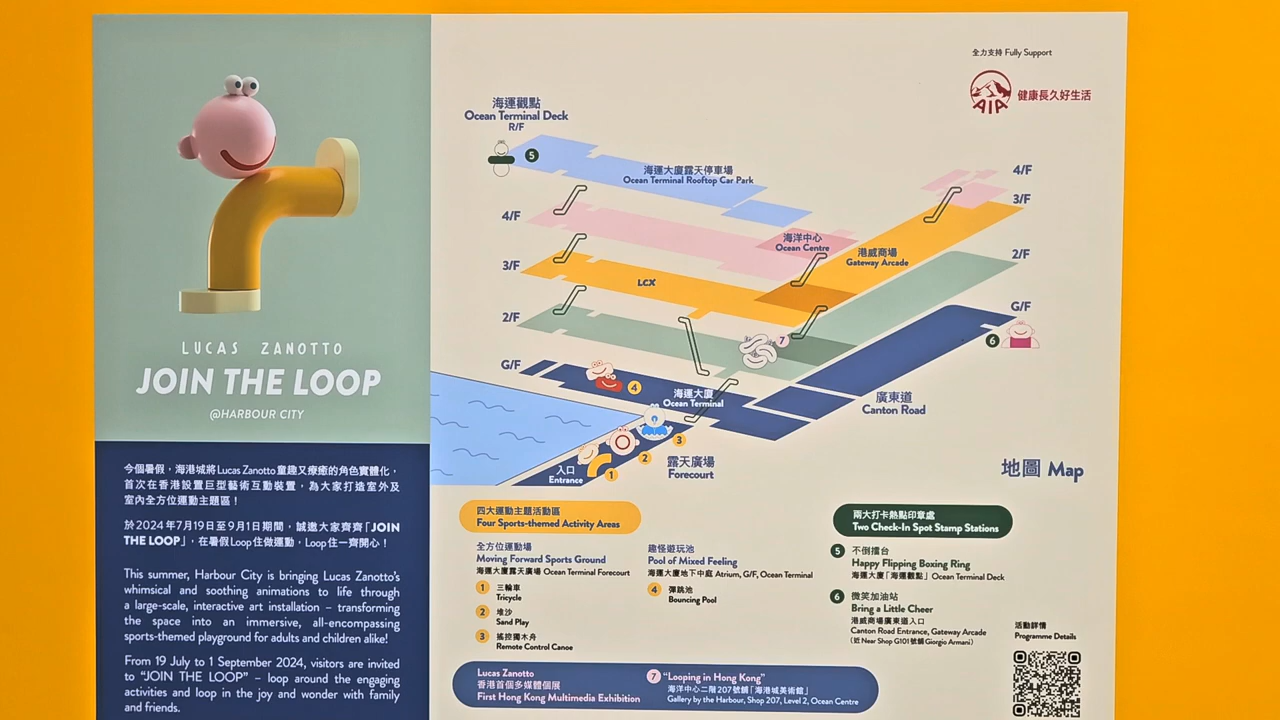 LUCAS ZANOTTO
JOIN THE LOOP
@HARBOUR CITY
今個暑假，海港城將Lucas Zanotto童趣又療癒的角色實體化，
首次在香港設置巨型藝術互動裝置，為大家打造室外及
室內全方位運動主題區！
於2024年7月19日至9月1日期間，誠邀大家齊齊「JOIN
THE LOOP」，在暑假Loop住做運動，Loop住一齊開心！
This summer, Harbour City is bringing Lucas Zanotto's
whimsical and soothing animations to life through
a large-scale, interactive art installation – transforming
the space into an immersive, all-encompassing
sports-themed playground for adults and children alike!
From 19 July to 1 September 2024, visitors are invited
to "JOIN THE LOOP" – loop around the engaging
activities and loop in the joy and wonder with family
and friends.
全力支持 Fully Support
AIA
健康長久好生活
海運觀點
Ocean Terminal Deck
R/F
5
海運大廈露天停車場
Ocean Terminal Rooftop Car Park
4/F
3/F
4/F
海洋中心
Ocean Centre
港威商場
Gateway Arcade
2/F
3/F
LCX
G/F
2/F
7
6
G/F
4
海運大廈
Ocean Terminal
廣東道
Canton Road
3
2
1
入口
Entrance
露天廣場
Forecourt
地圖 Map
四大運動主題活動區
Four Sports-themed Activity Areas
全方位運動場
Moving Forward Sports Ground
海運大廈露天廣場 Ocean Terminal Forecourt
1 三輪車
Tricycle
2 堆沙
Sand Play
3 搖控獨木舟
Remote Control Canoe
趣怪遊玩池
Pool of Mixed Feeling
海運大廈地下中庭 Atrium, G/F, Ocean Terminal
4 彈跳池
Bouncing Pool
兩大打卡熱點印章處
Two Check-In Spot Stamp Stations
5 不倒擂台
Happy Flipping Boxing Ring
海運大廈「海運觀點」Ocean Terminal Deck
6 微笑加油站
Bring a Little Cheer
港威商場廣東道入口
Canton Road Entrance, Gateway Arcade
(近 Near Shop G101號舖 Giorgio Armani)
Lucas Zanotto
香港首個多媒體個展
First Hong Kong Multimedia Exhibition
7 "Looping in Hong Kong"
海洋中心二階207號舖「海港城美術館」
Gallery by the Harbour, Shop 207, Level 2, Ocean Centre
活動詳情
Programme Details